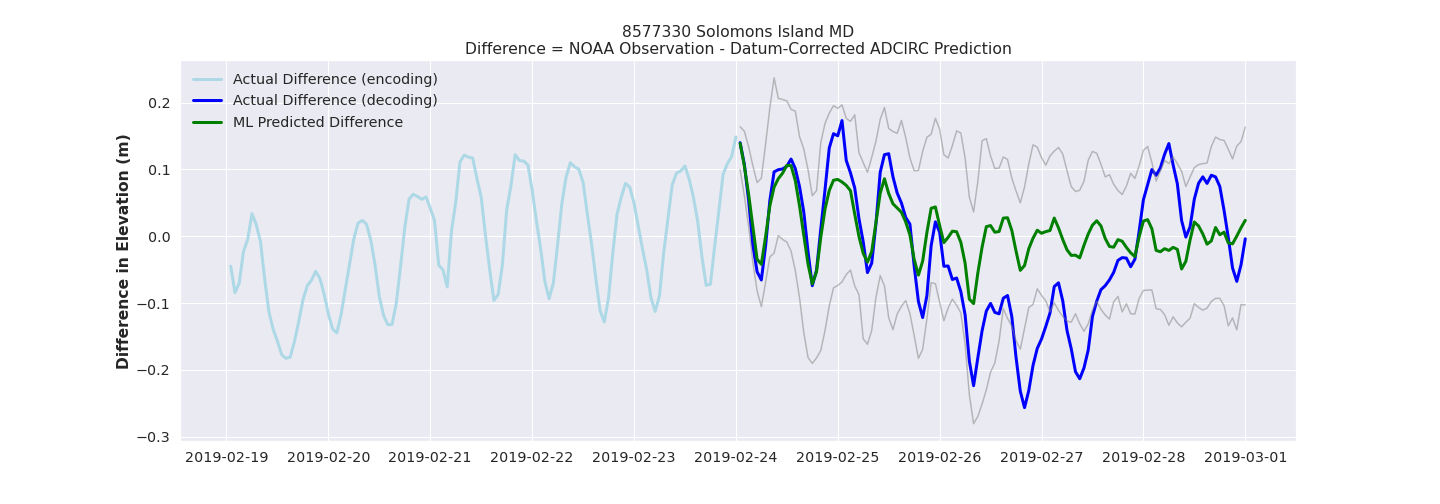 8577330 Solomons Island MD
Difference = NOAA Observation - Datum-Corrected ADCIRC Prediction
Actual Difference (encoding)
Actual Difference (decoding)
ML Predicted Difference
Difference in Elevation (m)
0.2
0.1
0.0
−0.1
−0.2
−0.3
2019-02-19 2019-02-20 2019-02-21 2019-02-22 2019-02-23 2019-02-24 2019-02-25 2019-02-26 2019-02-27 2019-02-28 2019-03-01